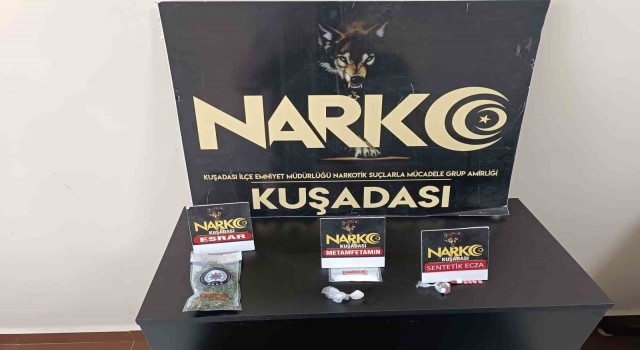 NARKO
KUŞADASI İLÇE EMNİYET MÜDÜRLÜĞÜ NARKOTİK SUÇLARLA MÜCADELE GRUP AMİRLİĞİ
KUŞADASI
NARKO
KUŞADASI
ESRAR
NARKO
KUŞADASI
METAMFETAMİN
NARKO
KUŞADASI
SENTETİK ECZA